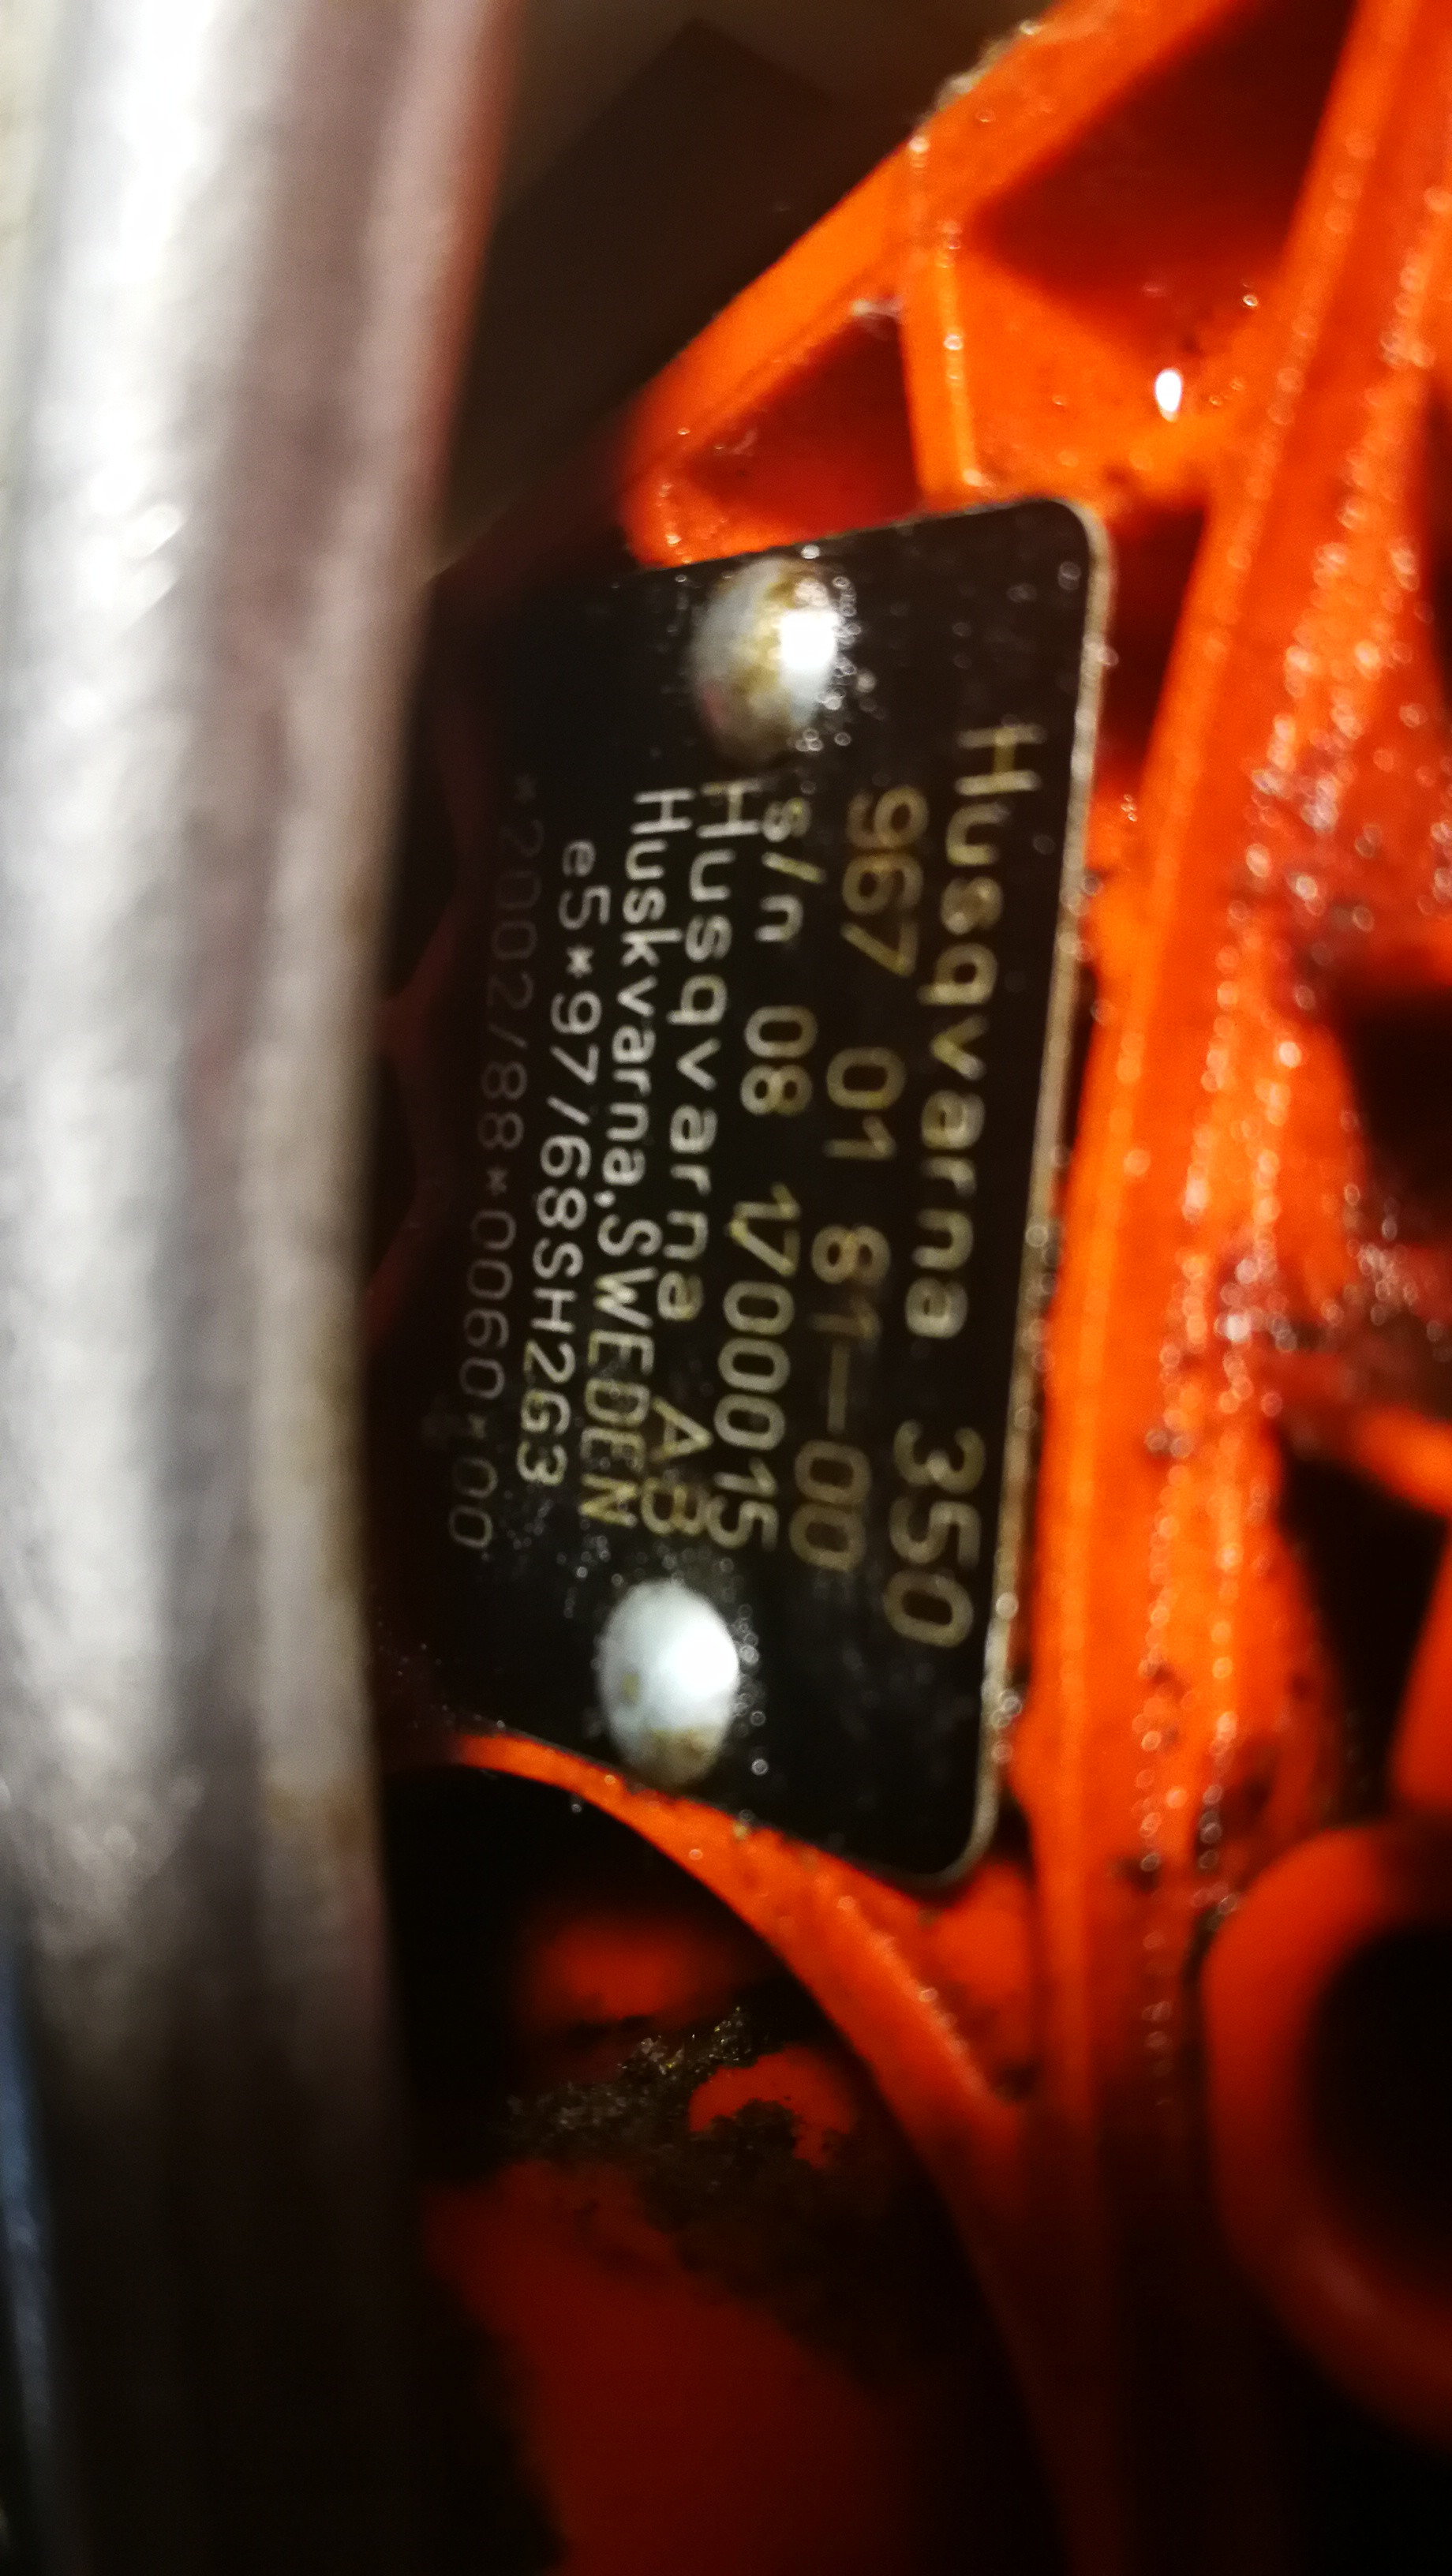 Husqvarna 350
967 01 81-00
s/n 08 1700015
Husqvarna AB
Huskvarna,SWEDEN
e5*97/68SH2G3
*2002/88*0060*00